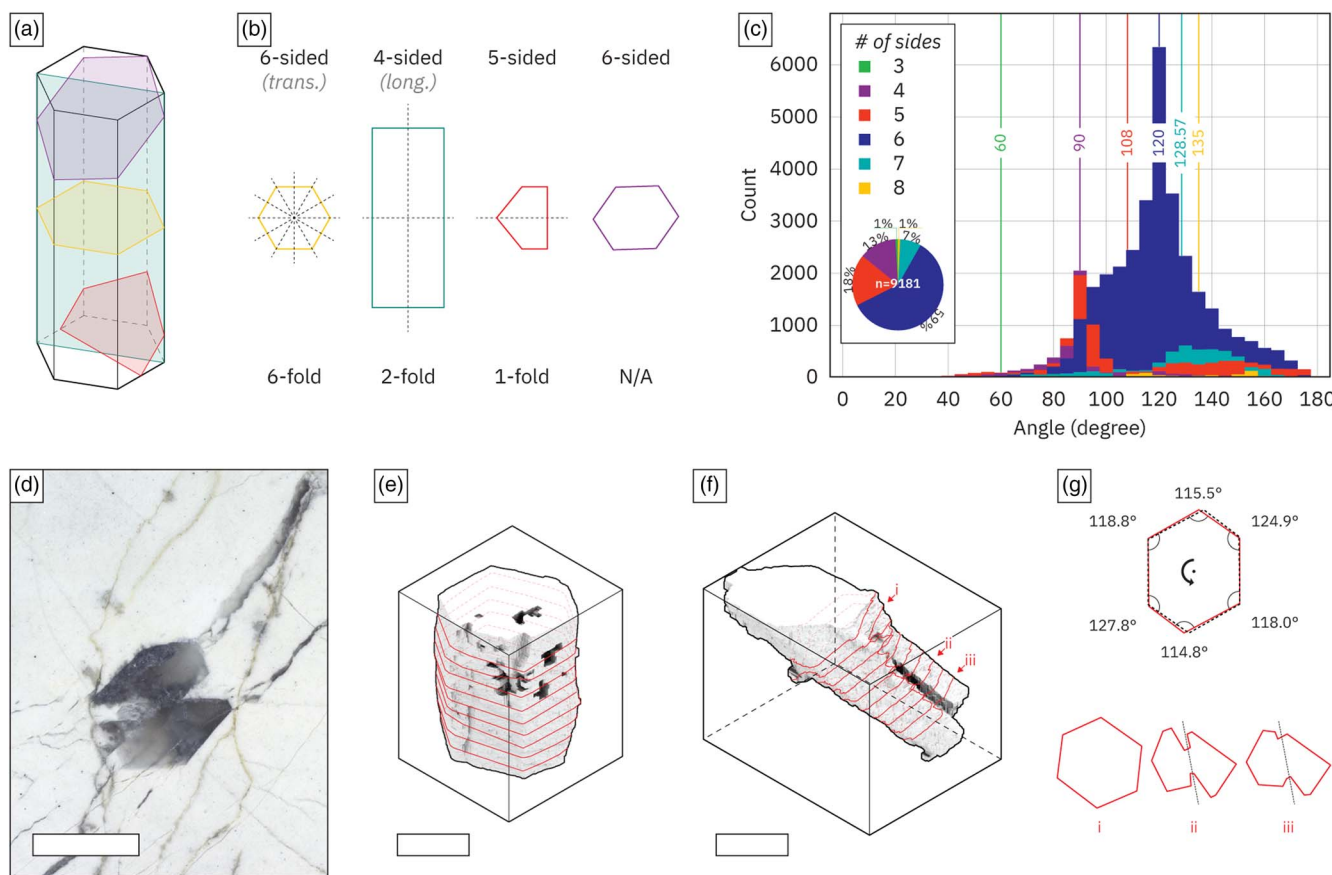 (a)
(b)
6-sided 4-sided 5-sided 6-sided
(trans.) (long.)
6-fold 2-fold 1-fold N/A
(c)
# of sides
3
4
5
6
7
8
1% 1%
13% 7%
18%
n=9181
59%
60
90
108
120
128.57
135
Count
6000
5000
4000
3000
2000
1000
0
0 20 40 60 80 100 120 140 160 180
Angle (degree)
(d)
(e)
(f)
i
ii
iii
(g)
115.5°
118.8° 124.9°
127.8° 118.0°
114.8°
i ii iii